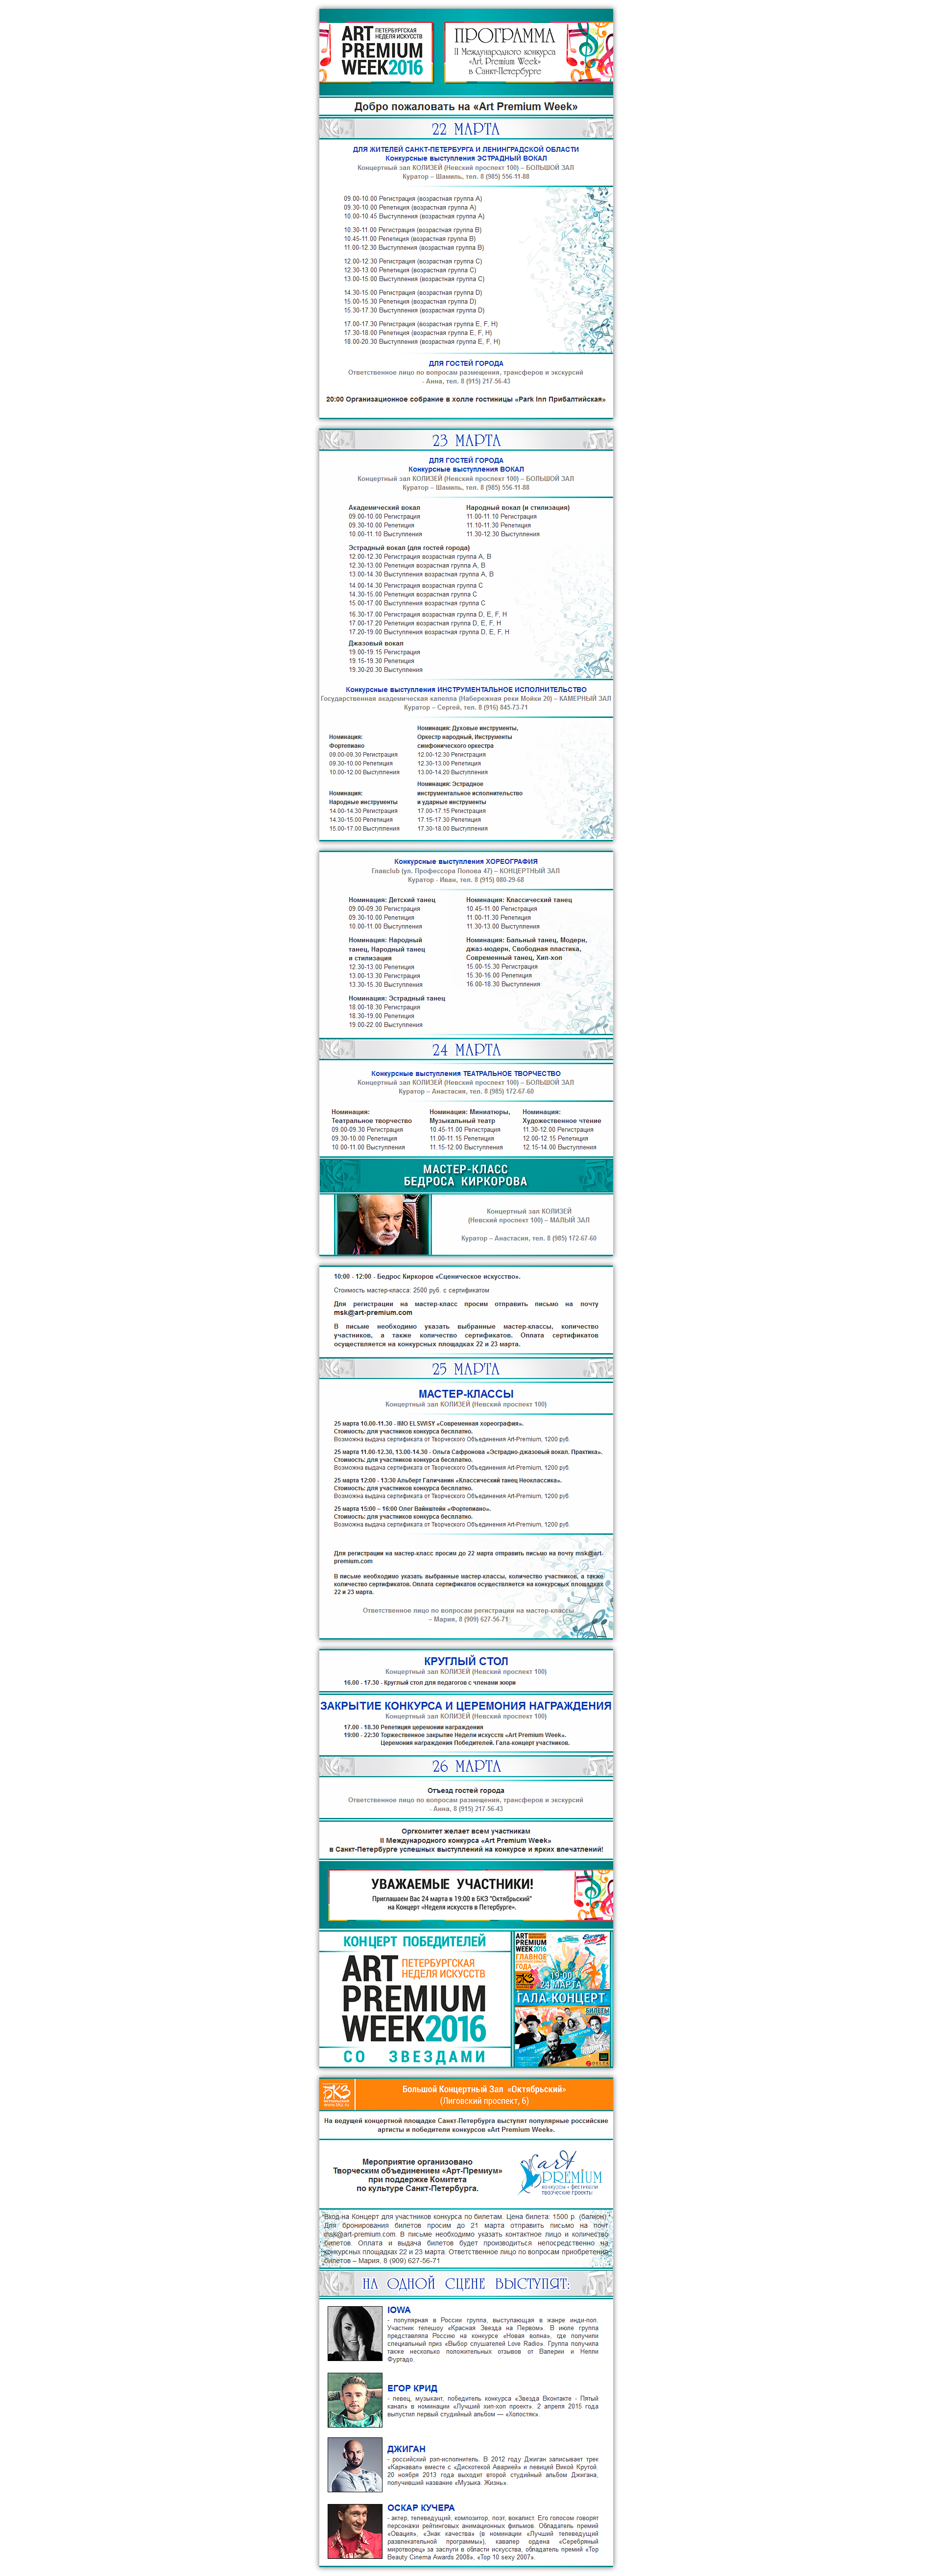 ART ПЕТЕРБУРГСКАЯ НЕДЕЛЯ ИСКУССТВ
PREMIUM
WEEK2016
ПРОГРАММА
II Международного конкурса
«Art Premium Week»
в Санкт-Петербурге
Добро пожаловать на «Art Premium Week»
22 МАРТА
ДЛЯ ЖИТЕЛЕЙ САНКТ-ПЕТЕРБУРГА И ЛЕНИНГРАДСКОЙ ОБЛАСТИ
Конкурсные выступления ЭСТРАДНЫЙ ВОКАЛ
Концертный зал КОЛИЗЕЙ (Невский проспект 100) – БОЛЬШОЙ ЗАЛ
Куратор – Шамиль, тел. 8 (985) 556-11-88
09.00-10.00 Регистрация (возрастная группа A)
09.30-10.00 Репетиция (возрастная группа A)
10.00-10.45 Выступления (возрастная группа A)
10.30-11.00 Регистрация (возрастная группа B)
10.45-11.00 Репетиция (возрастная группа B)
11.00-12.30 Выступления (возрастная группа B)
12.00-12.30 Регистрация (возрастная группа C)
12.30-13.00 Репетиция (возрастная группа C)
13.00-15.00 Выступления (возрастная группа C)
14.30-15.00 Регистрация (возрастная группа D)
15.00-15.30 Репетиция (возрастная группа D)
15.30-17.30 Выступления (возрастная группа D)
17.00-17.30 Регистрация (возрастная группа E, F, H)
17.30-18.00 Репетиция (возрастная группа E, F, H)
18.00-20.30 Выступления (возрастная группа E, F, H)
ДЛЯ ГОСТЕЙ ГОРОДА
Ответственное лицо по вопросам размещения, трансферов и экскурсий
- Анна, тел. 8 (915) 217-56-43
20:00 Организационное собрание в холле гостиницы «Park Inn Прибалтийская»
23 МАРТА
ДЛЯ ГОСТЕЙ ГОРОДА
Конкурсные выступления ВОКАЛ
Концертный зал КОЛИЗЕЙ (Невский проспект 100) – БОЛЬШОЙ ЗАЛ
Куратор – Шамиль, тел. 8 (985) 556-11-88
Академический вокал
09.00-10.00 Регистрация
09.30-10.00 Репетиция
10.00-11.10 Выступления
Народный вокал (и стилизация)
11.00-11.10 Регистрация
11.10-11.30 Репетиция
11.30-12.30 Выступления
Эстрадный вокал (для гостей города)
12.00-12.30 Регистрация возрастная группа A, B
12.30-13.00 Репетиция возрастная группа A, B
13.00-14.30 Выступления возрастная группа A, B
14.00-14.30 Регистрация возрастная группа C
14.30-15.00 Репетиция возрастная группа C
15.00-17.00 Выступления возрастная группа C
16.30-17.00 Регистрация возрастная группа D, E, F, H
17.00-17.20 Репетиция возрастная группа D, E, F, H
17.20-19.00 Выступления возрастная группа D, E, F, H
Джазовый вокал
19.00-19.15 Регистрация
19.15-19.30 Репетиция
19.30-20.30 Выступления
Конкурсные выступления ИНСТРУМЕНТАЛЬНОЕ ИСПОЛНИТЕЛЬСТВО
Государственная академическая капелла (Набережная реки Мойки 20) – КАМЕРНЫЙ ЗАЛ
Куратор – Сергей, тел. 8 (916) 845-73-71
Номинация:
Фортепиано
09.00-09.30 Регистрация
09.30-10.00 Репетиция
10.00-12.00 Выступления
Номинация: Духовые инструменты,
Оркестр народный, Инструменты
симфонического оркестра
12.00-12.30 Регистрация
12.30-13.00 Репетиция
13.00-14.20 Выступления
Номинация:
Народные инструменты
14.00-14.30 Регистрация
14.30-15.00 Репетиция
15.00-17.00 Выступления
Номинация: Эстрадное
инструментальное исполнительство
и ударные инструменты
17.00-17.15 Регистрация
17.15-17.30 Репетиция
17.30-18.00 Выступления
Конкурсные выступления ХОРЕОГРАФИЯ
Главclub (ул. Профессора Попова 47) – КОНЦЕРТНЫЙ ЗАЛ
Куратор - Иван, тел. 8 (915) 080-29-68
Номинация: Детский танец
09.00-09.30 Регистрация
09.30-10.00 Репетиция
10.00-11.00 Выступления
Номинация: Классический танец
10.45-11.00 Регистрация
11.00-11.30 Репетиция
11.30-13.00 Выступления
Номинация: Народный
танец, Народный танец
и стилизация
12.30-13.00 Репетиция
13.00-13.30 Регистрация
13.30-15.30 Выступления
Номинация: Бальный танец, Модерн,
джаз-модерн, Свободная пластика,
Современный танец, Хип-хоп
15.00-15.30 Регистрация
15.30-16.00 Репетиция
16.00-18.30 Выступления
Номинация: Эстрадный танец
18.00-18.30 Регистрация
18.30-19.00 Репетиция
19.00-22.00 Выступления
24 МАРТА
Конкурсные выступления ТЕАТРАЛЬНОЕ ТВОРЧЕСТВО
Концертный зал КОЛИЗЕЙ (Невский проспект 100) – БОЛЬШОЙ ЗАЛ
Куратор – Анастасия, тел. 8 (985) 172-67-60
Номинация:
Театральное творчество
09.00-09.30 Регистрация
09.30-10.00 Репетиция
10.00-11.00 Выступления
Номинация: Миниатюры,
Музыкальный театр
10.45-11.00 Регистрация
11.00-11.15 Репетиция
11.15-12.00 Выступления
Номинация:
Художественное чтение
11.30-12.00 Регистрация
12.00-12.15 Репетиция
12.15-14.00 Выступления
МАСТЕР-КЛАСС
БЕДРОСА КИРКОРОВА
Концертный зал КОЛИЗЕЙ
(Невский проспект 100) – МАЛЫЙ ЗАЛ
Куратор – Анастасия, тел. 8 (985) 172-67-60
10:00 - 12:00 - Бедрос Киркоров «Сценическое искусство».
Стоимость мастер-класса: 2500 руб. с сертификатом
Для регистрации на мастер-класс просим отправить письмо на почту
msk@art-premium.com
В письме необходимо указать выбранные мастер-классы, количество
участников, а также количество сертификатов. Оплата сертификатов
осуществляется на конкурсных площадках 22 и 23 марта.
25 МАРТА
МАСТЕР-КЛАССЫ
Концертный зал КОЛИЗЕЙ (Невский проспект 100)
25 марта 10.00-11.30 - IMO ELSWISY «Современная хореография».
Стоимость: для участников конкурса бесплатно.
Возможна выдача сертификата от Творческого Объединения Art-Premium, 1200 руб.
25 марта 11.00-12.30, 13.00-14.30 - Ольга Сафронова «Эстрадно-джазовый вокал. Практика».
Стоимость: для участников конкурса бесплатно.
Возможна выдача сертификата от Творческого Объединения Art-Premium, 1200 руб.
25 марта 12:00 - 13:30 Альберт Галичанин «Классический танец Неоклассика».
Стоимость: для участников конкурса бесплатно.
Возможна выдача сертификата от Творческого Объединения Art-Premium, 1200 руб.
25 марта 15:00 – 16:00 Олег Вайнштейн «Фортепиано».
Стоимость: для участников конкурса бесплатно.
Возможна выдача сертификата от Творческого Объединения Art-Premium, 1200 руб.
Для регистрации на мастер-класс просим до 22 марта отправить письмо на почту msk@art-
premium.com
В письме необходимо указать выбранные мастер-классы, количество участников, а также
количество сертификатов. Оплата сертификатов осуществляется на конкурсных площадках
22 и 23 марта.
Ответственное лицо по вопросам регистрации на мастер-классы
– Мария, 8 (909) 627-56-71
КРУГЛЫЙ СТОЛ
Концертный зал КОЛИЗЕЙ (Невский проспект 100)
16.00 - 17.30 - Круглый стол для педагогов с членами жюри
ЗАКРЫТИЕ КОНКУРСА И ЦЕРЕМОНИЯ НАГРАЖДЕНИЯ
Концертный зал КОЛИЗЕЙ (Невский проспект 100)
17.00 - 18.30 Репетиция церемонии награждения
19:00 - 22:30 Торжественное закрытие Недели искусств «Art Premium Week».
Церемония награждения Победителей. Гала-концерт участников.
26 МАРТА
Отъезд гостей города
Ответственное лицо по вопросам размещения, трансферов и экскурсий
- Анна, 8 (915) 217-56-43
Оргкомитет желает всем участникам
II Международного конкурса «Art Premium Week»
в Санкт-Петербурге успешных выступлений на конкурсе и ярких впечатлений!
УВАЖАЕМЫЕ УЧАСТНИКИ!
Приглашаем Вас 24 марта в 19:00 в БКЗ "Октябрьский"
на Концерт «Неделя искусств в Петербурге».
КОНЦЕРТ ПОБЕДИТЕЛЕЙ
ART ПЕТЕРБУРГСКАЯ НЕДЕЛЯ ИСКУССТВ
PREMIUM
WEEK2016
СО ЗВЕЗДАМИ
ART
PREMIUM
WEEK2016
ГЛАВНОЕ
ГОДА
БКЗ
19:00
24 МАРТА
ГАЛА-КОНЦЕРТ
БИЛЕТЫ
БКЗ
Большой Концертный Зал «Октябрьский»
(Лиговский проспект, 6)
На ведущей концертной площадке Санкт-Петербурга выступят популярные российские
артисты и победители конкурсов «Art Premium Week».
Мероприятие организовано
Творческим объединением «Арт-Премиум»
при поддержке Комитета
по культуре Санкт-Петербурга.
art
PREMIUM
конкурсы • фестивали
творческие проекты
Вход на Концерт для участников конкурса по билетам. Цена билета: 1500 р. (балкон).
Для бронирования билетов просим до 21 марта отправить письмо на почт
msk@art-premium.com. В письме необходимо указать контактное лицо и количество
билетов. Оплата и выдача билетов будет производиться непосредственно на
конкурсных площадках 22 и 23 марта. Ответственное лицо по вопросам приобретения
билетов – Мария, 8 (909) 627-56-71
НА ОДНОЙ СЦЕНЕ ВЫСТУПЯТ:
IOWA
- популярная в России группа, выступающая в жанре инди-поп.
Участник телешоу «Красная Звезда на Первом». В июле группа
представляла Россию на конкурсе «Новая волна», где получили
специальный приз «Выбор слушателей Love Radio». Группа получила
также несколько положительных отзывов от Валерии и Нелли
Фуртадо.
ЕГОР КРИД
- певец, музыкант, победитель конкурса «Звезда Вконтакте - Пятый
канал» в номинации «Лучший хип-хоп проект». 2 апреля 2015 года
выпустил первый студийный альбом — «Холостяк».
ДЖИГАН
- российский рэп-исполнитель. В 2012 году Джиган записывает трек
«Карнавал» вместе с «Дискотекой Аварией» и певицей Викой Крутой.
20 ноября 2013 года выходит второй студийный альбом Джигана,
получивший название «Музыка. Жизнь».
ОСКАР КУЧЕРА
- актер, телеведущий, композитор, поэт, вокалист. Его голосом говорят
персонажи рейтинговых анимационных фильмов. Обладатель премий
«Овация», «Знак качества» (в номинации «Лучший телеведущий
развлекательной программы»), кавалер ордена «Серебряный
миротворец» за заслуги в области искусства, обладатель премий «Top
Beauty Cinema Awards 2008», «Top 10 sexy 2007».